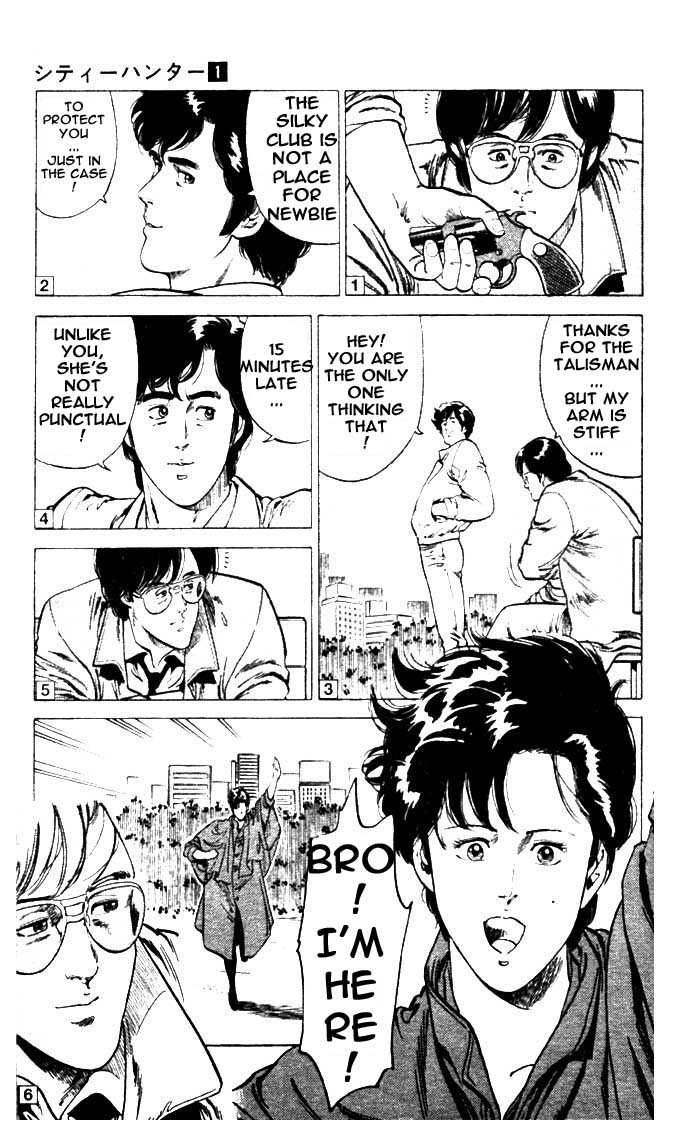 シティーハンター1
1
THE
SILKY
CLUB IS
NOT A
PLACE
FOR
NEWBIE
TO
PROTECT
YOU
...
JUST IN
THE CASE
!
2
THANKS
FOR THE
TALISMAN
...
BUT MY
ARM IS
STIFF
...
HEY!
YOU ARE
THE ONLY
ONE
THINKING
THAT
!
3
15
MINUTES
LATE
...
UNLIKE
YOU,
SHE'S
NOT
REALLY
PUNCTUAL
!
4
5
BRO
!
I'M
HE
RE
!
6